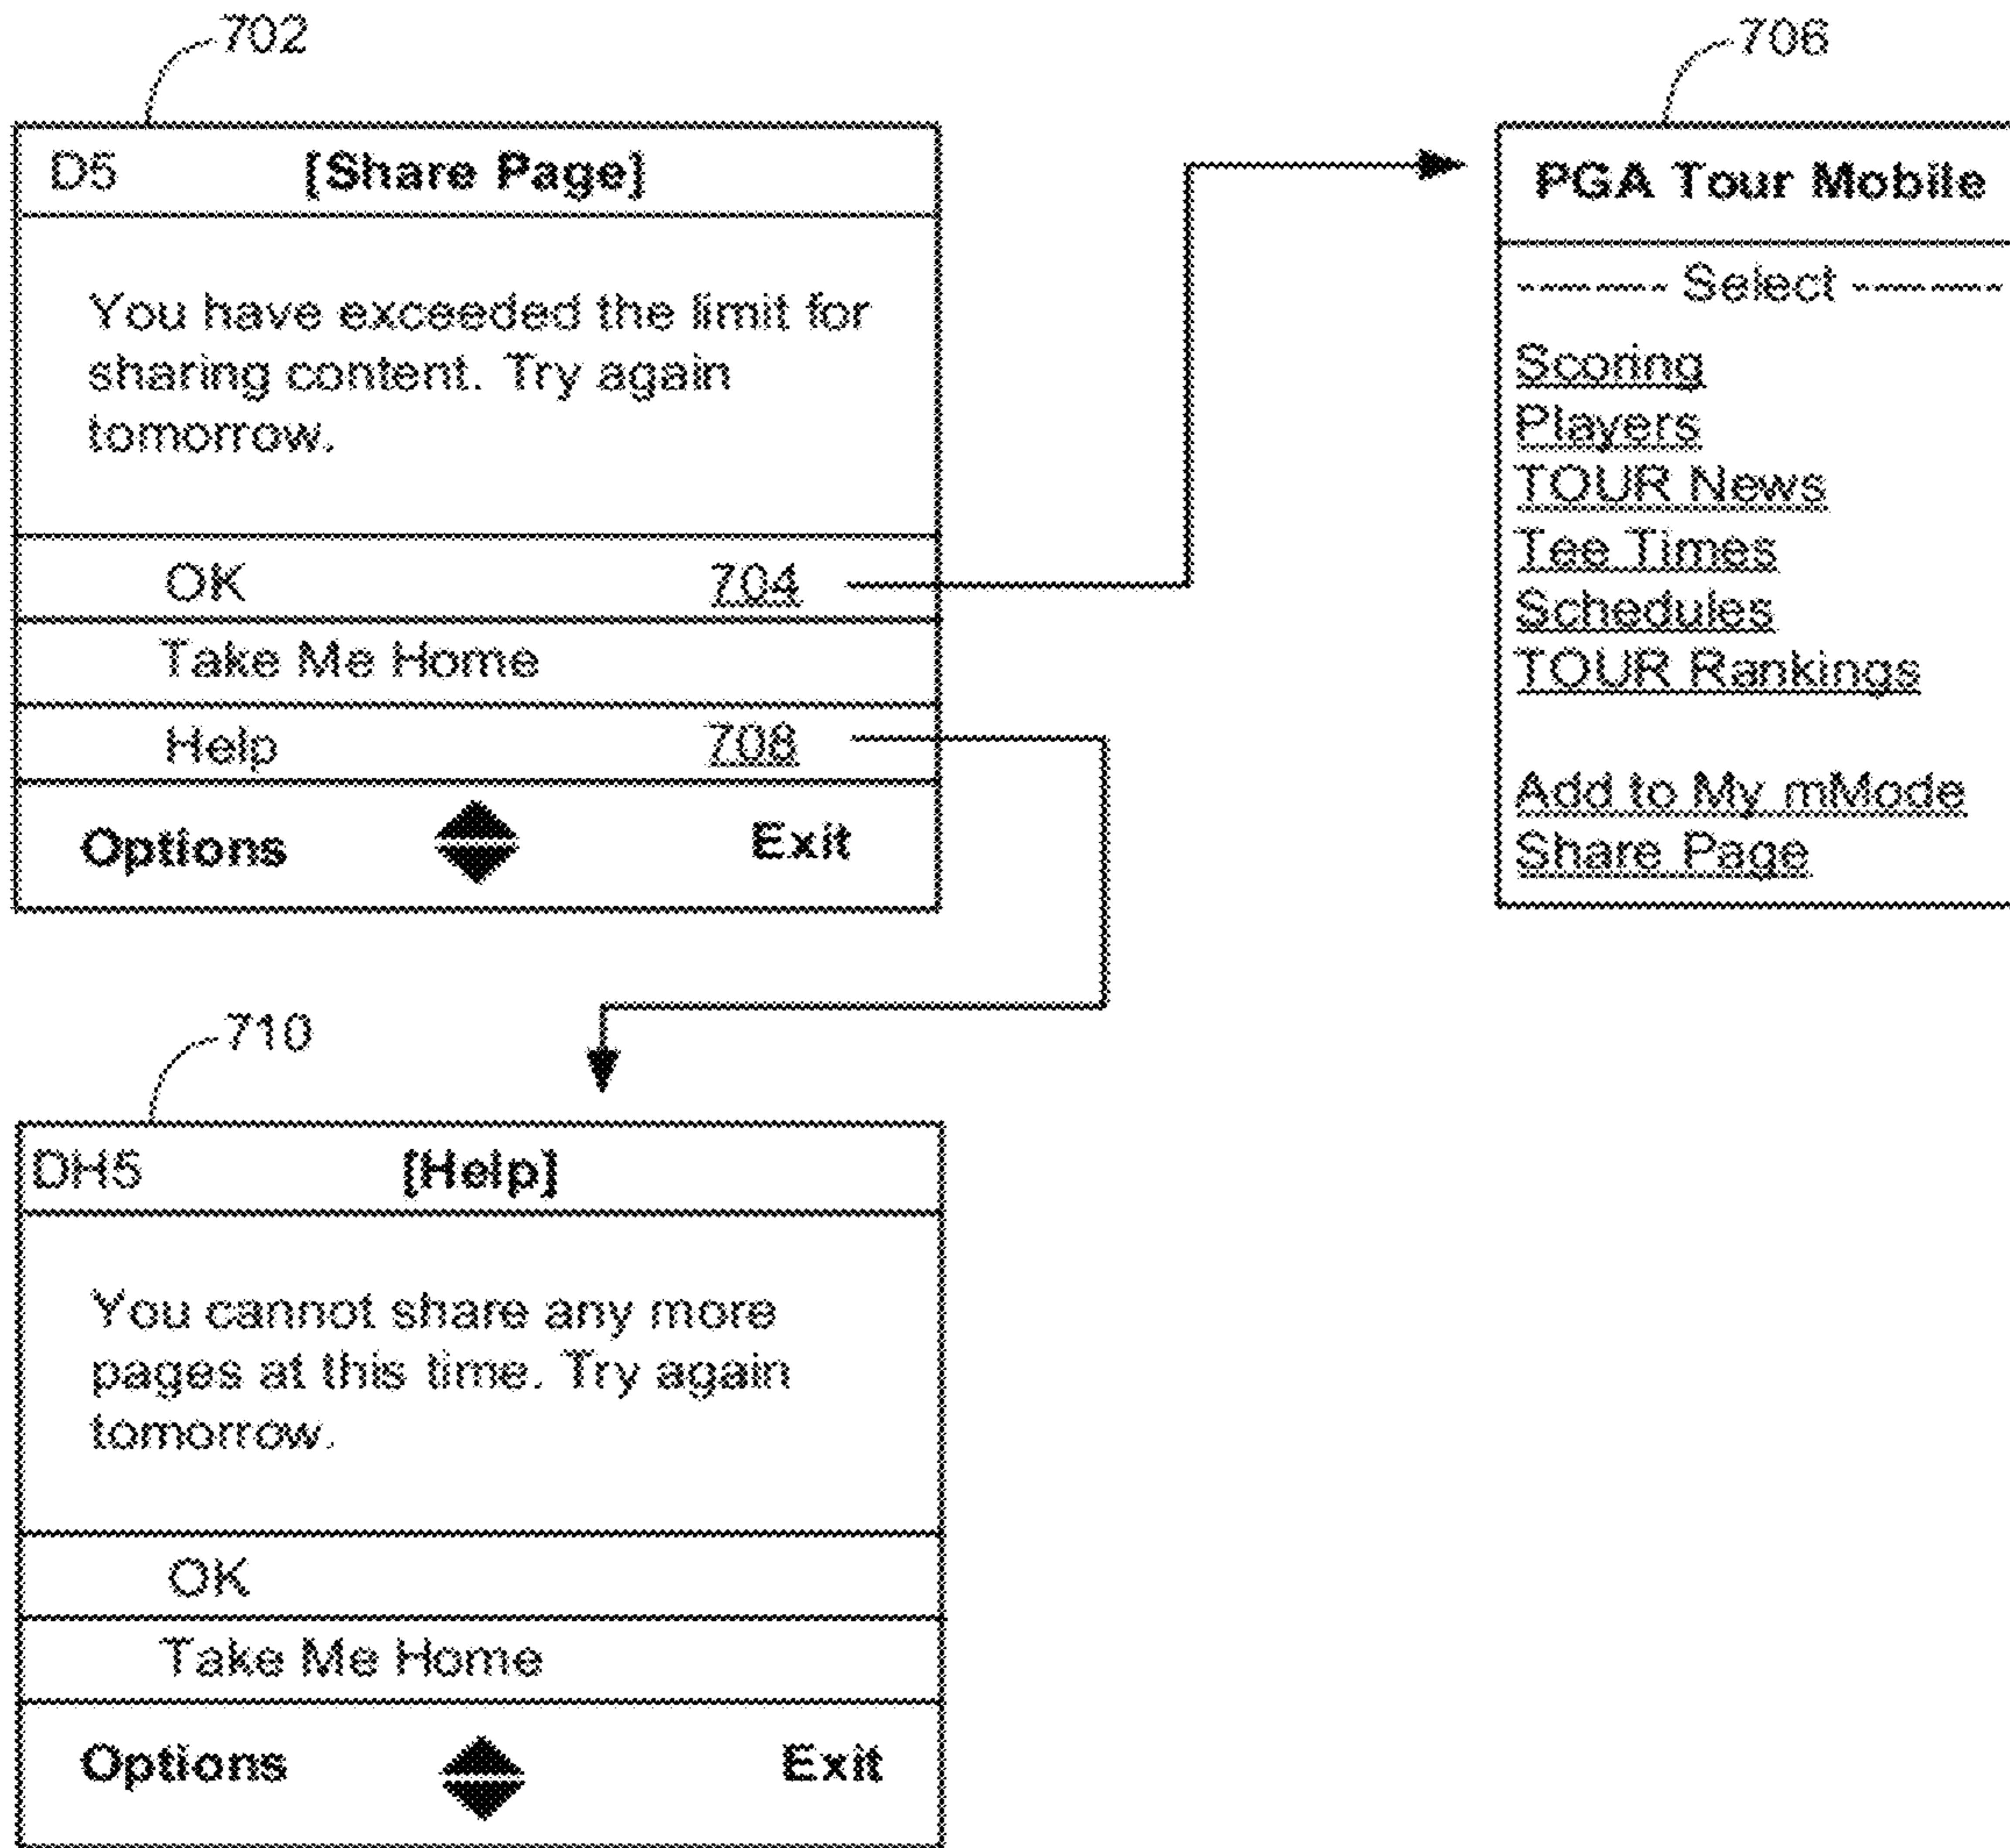 702
D5 [Share Page]
You have exceeded the limit for
sharing content. Try again
tomorrow.
OK 704
Take Me Home
Help 708
Options Exit
706
PGA Tour Mobile
-------- Select --------
Scoring
Players
TOUR News
Tee Times
Schedules
TOUR Rankings
Add to My mMode
Share Page
710
DH5 [Help]
You cannot share any more
pages at this time. Try again
tomorrow.
OK
Take Me Home
Options Exit